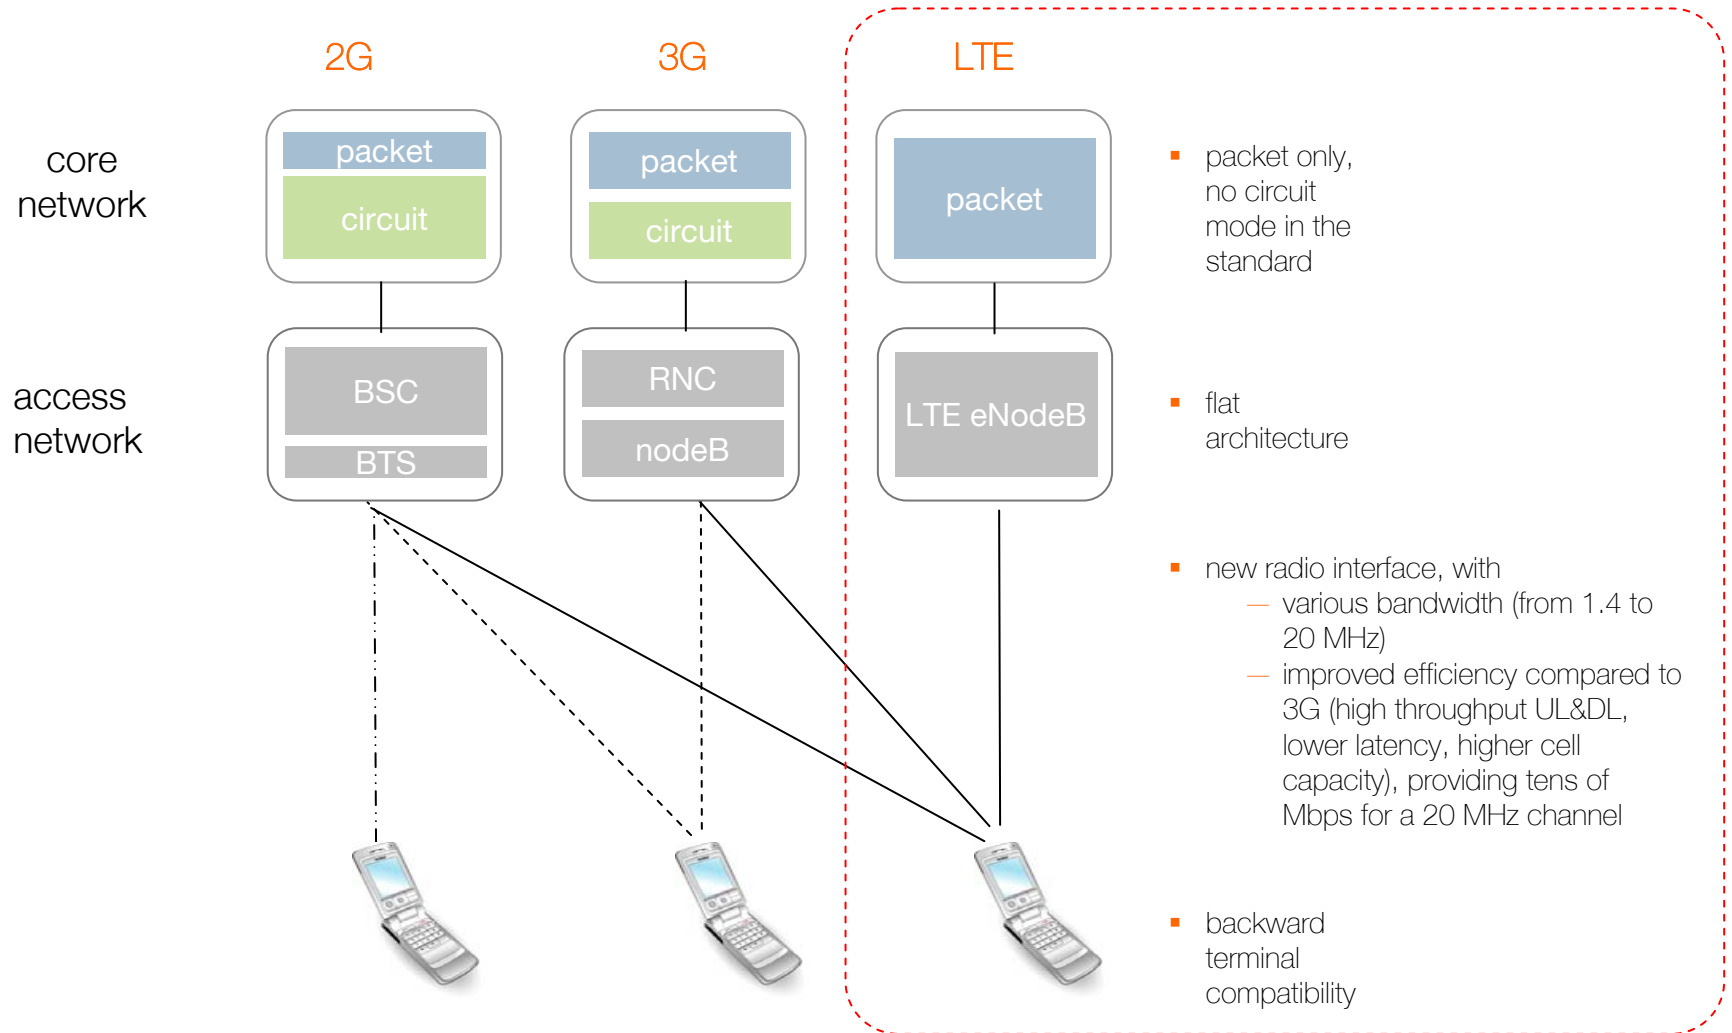 2G
3G
LTE
core
network
packet
circuit
packet
circuit
packet
packet only,
no circuit
mode in the
standard
access
network
BSC
BTS
RNC
nodeB
LTE eNodeB
flat
architecture
new radio interface, with
— various bandwidth (from 1.4 to
20 MHz)
— improved efficiency compared to
3G (high throughput UL&DL,
lower latency, higher cell
capacity), providing tens of
Mbps for a 20 MHz channel
backward
terminal
compatibility